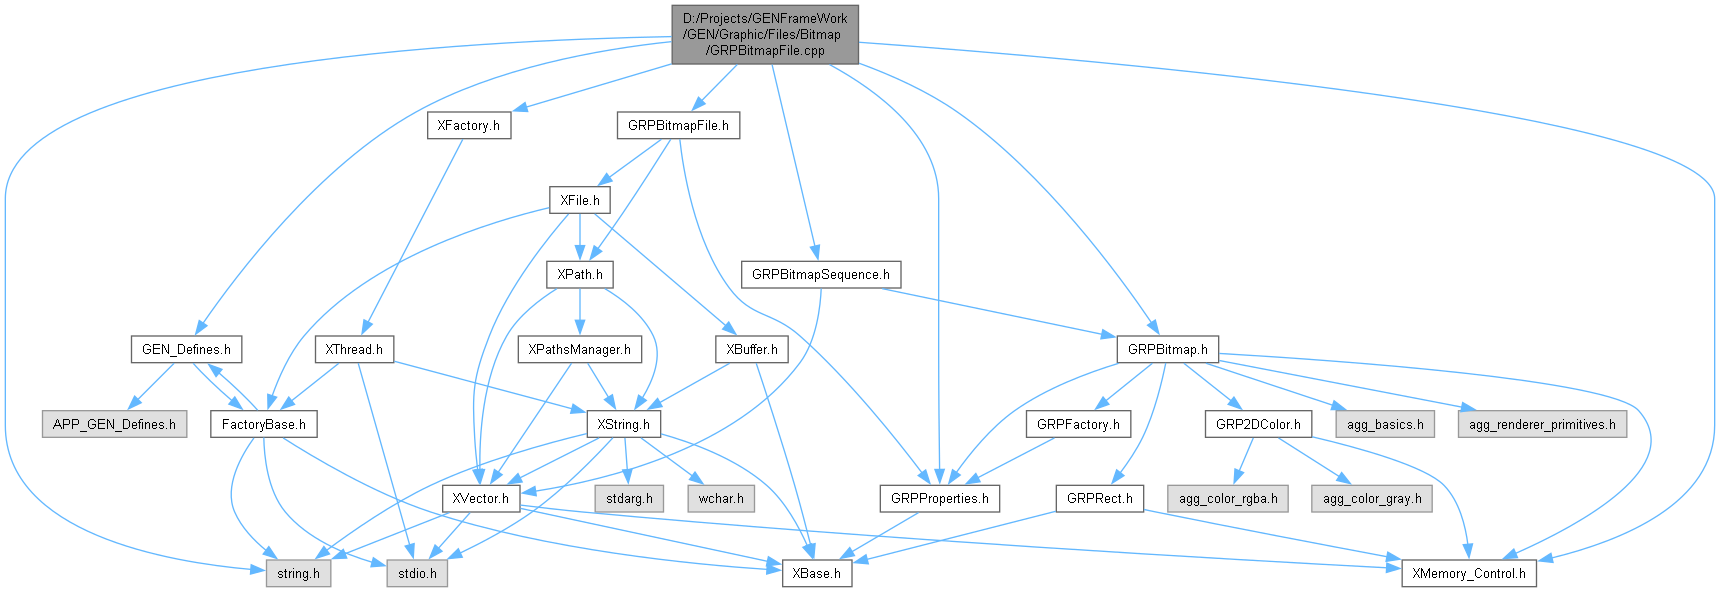 D:/Projects/GENFrameWork
/GEN/Graphic/Files/Bitmap
/GRPBitmapFile.cpp
XFactory.h
GRPBitmapFile.h
XFile.h
XPath.h
GRPBitmapSequence.h
GEN_Defines.h
XThread.h
XPathsManager.h
XBuffer.h
GRPBitmap.h
APP_GEN_Defines.h
FactoryBase.h
XString.h
GRPFactory.h
GRP2DColor.h
agg_basics.h
agg_renderer_primitives.h
XVector.h
stdarg.h
wchar.h
GRPProperties.h
GRPRect.h
agg_color_rgba.h
agg_color_gray.h
string.h
stdio.h
XBase.h
XMemory_Control.h